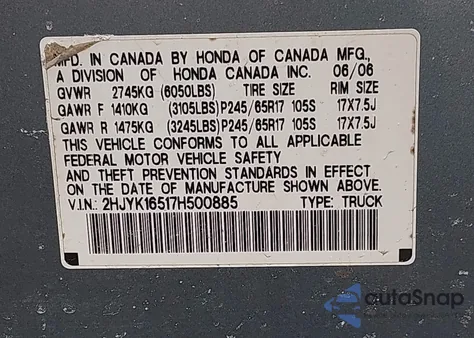 MFD. IN CANADA BY HONDA OF CANADA MFG.,
A DIVISION OF HONDA CANADA INC. 06/06
GVWR 2745KG (6050LBS) TIRE SIZE RIM SIZE
GAWR F 1410KG (3105LBS)P245/65R17 105S 17X7.5J
GAWR R 1475KG (3245LBS)P245/65R17 105S 17X7.5J
THIS VEHICLE CONFORMS TO ALL APPLICABLE
FEDERAL MOTOR VEHICLE SAFETY
AND THEFT PREVENTION STANDARDS IN EFFECT ON
THE DATE OF MANUFACTURE SHOWN ABOVE.
V.I.N.: 2HJYK16517H500885 TYPE: TRUCK
autoSnap